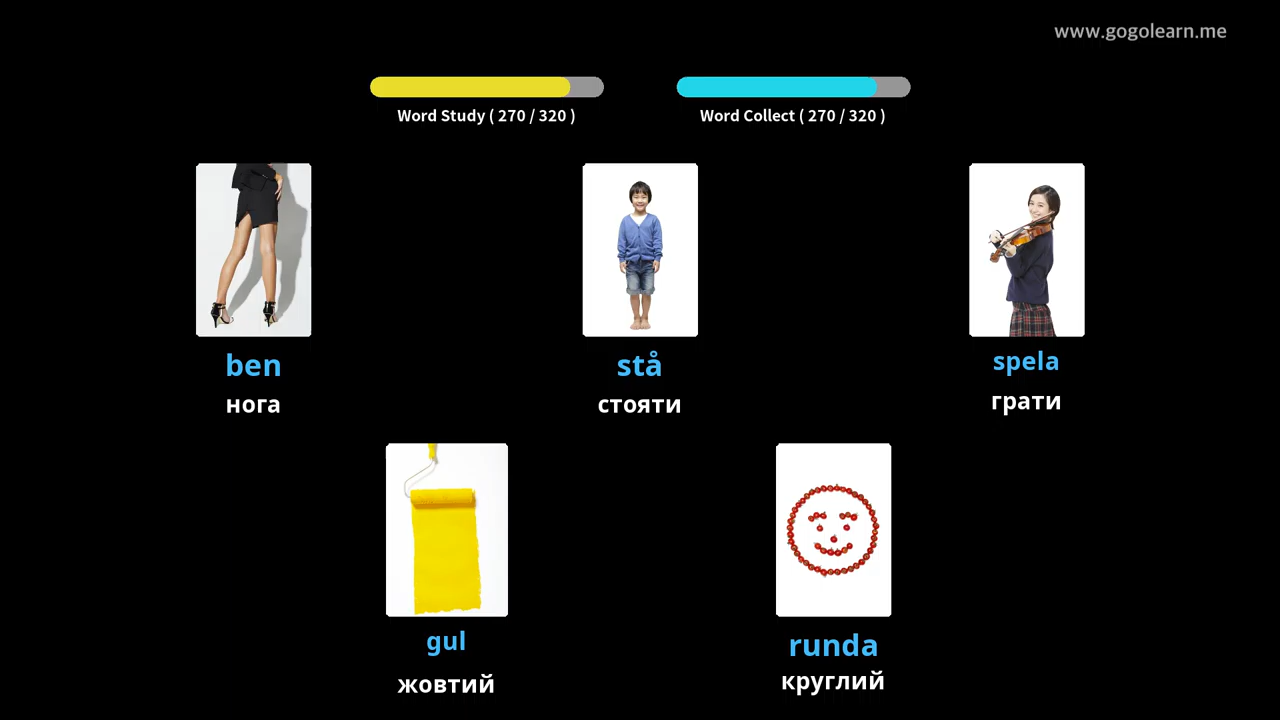 www.gogolearn.me
Word Study ( 270 / 320 )
Word Collect ( 270 / 320 )
ben
нога
stå
стояти
spela
грати
gul
жовтий
runda
круглий